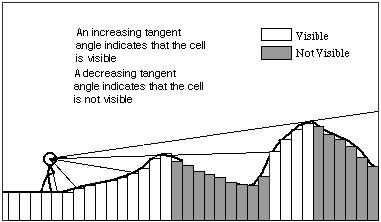 An increasing tangent
angle indicates that the cell
is visible
A decreasing tangent
angle indicates that the cell
is not visible
Visible
Not Visible